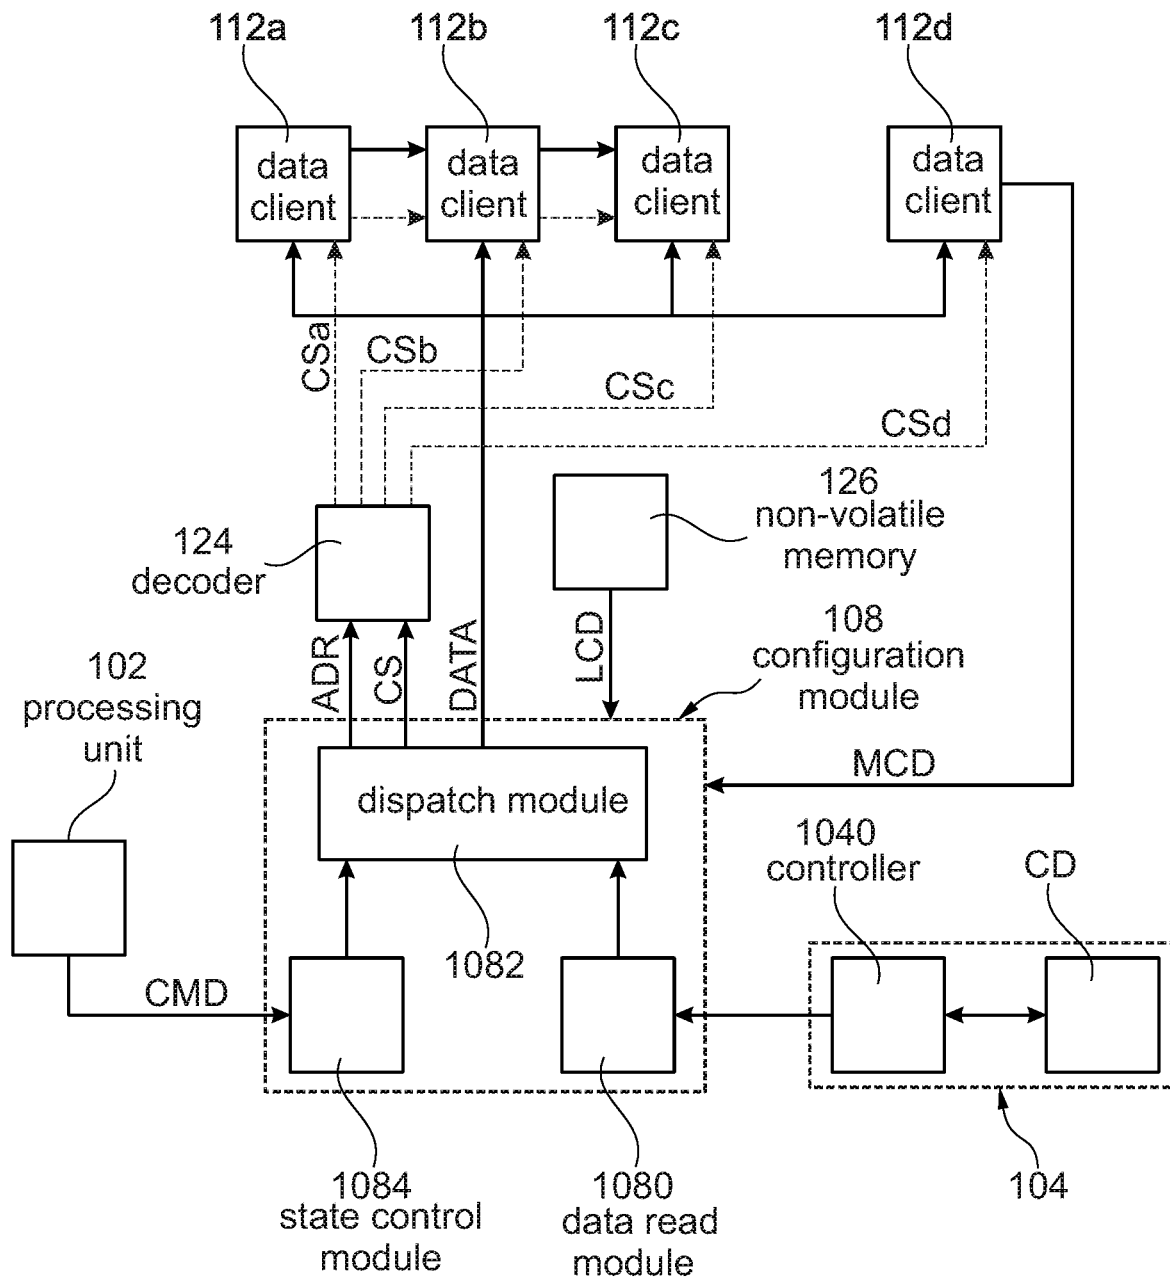 112a
112b
112c
112d
data
client
data
client
data
client
data
client
CSa
CSb
CSc
CSd
124
decoder
126
non-volatile
memory
ADR
CS
DATA
LCD
108
configuration
module
102
processing
unit
MCD
dispatch module
1040
controller
CD
1082
CMD
1084
state control
module
1080
data read
module
104